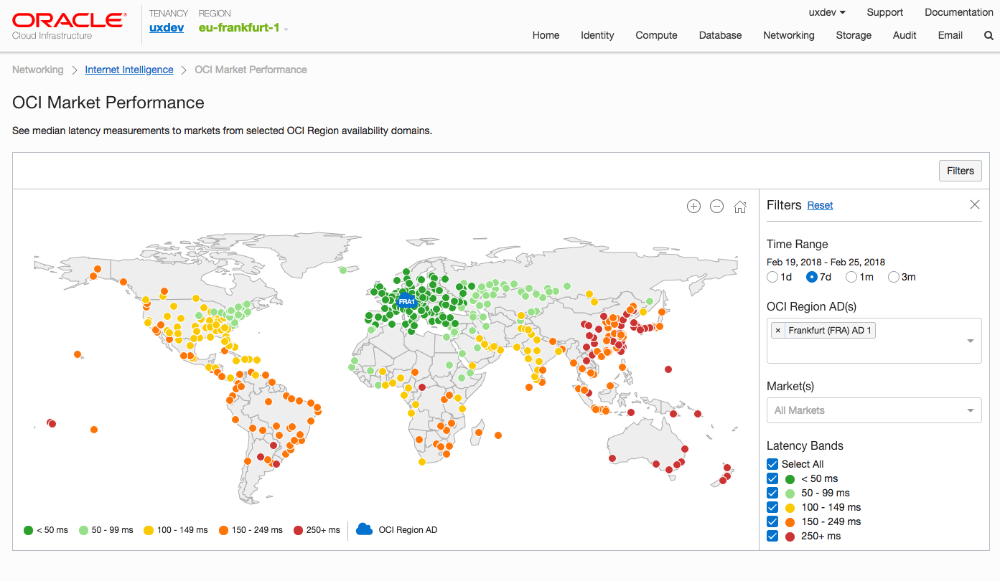 ORACLE®
Cloud Infrastructure
TENANCY REGION
uxdev eu-frankfurt-1
uxdev Support Documentation
Home Identity Compute Database Networking Storage Audit Email
Networking > Internet Intelligence > OCI Market Performance
OCI Market Performance
See median latency measurements to markets from selected OCI Region availability domains.
Filters
Filters Reset
Time Range
Feb 19, 2018 - Feb 25, 2018
1d 7d 1m 3m
OCI Region AD(s)
× Frankfurt (FRA) AD 1
Market(s)
All Markets
Latency Bands
Select All
< 50 ms
50 - 99 ms
100 - 149 ms
150 - 249 ms
250+ ms
FRA1
< 50 ms 50 - 99 ms 100 - 149 ms 150 - 249 ms 250+ ms OCI Region AD